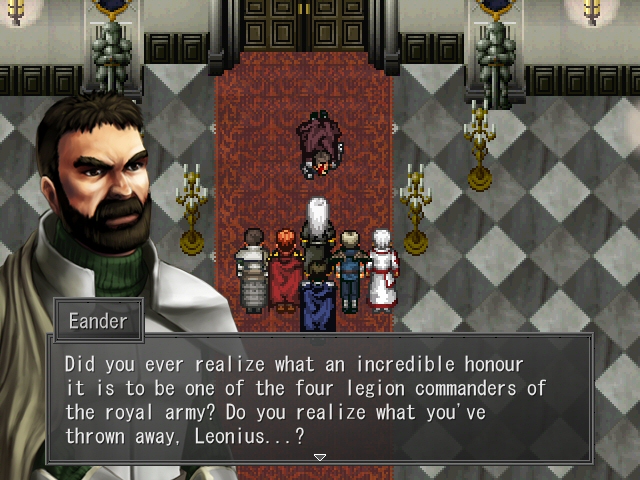 Eander
Did you ever realize what an incredible honour
it is to be one of the four legion commanders of
the royal army? Do you realize what you've
thrown away, Leonius...?